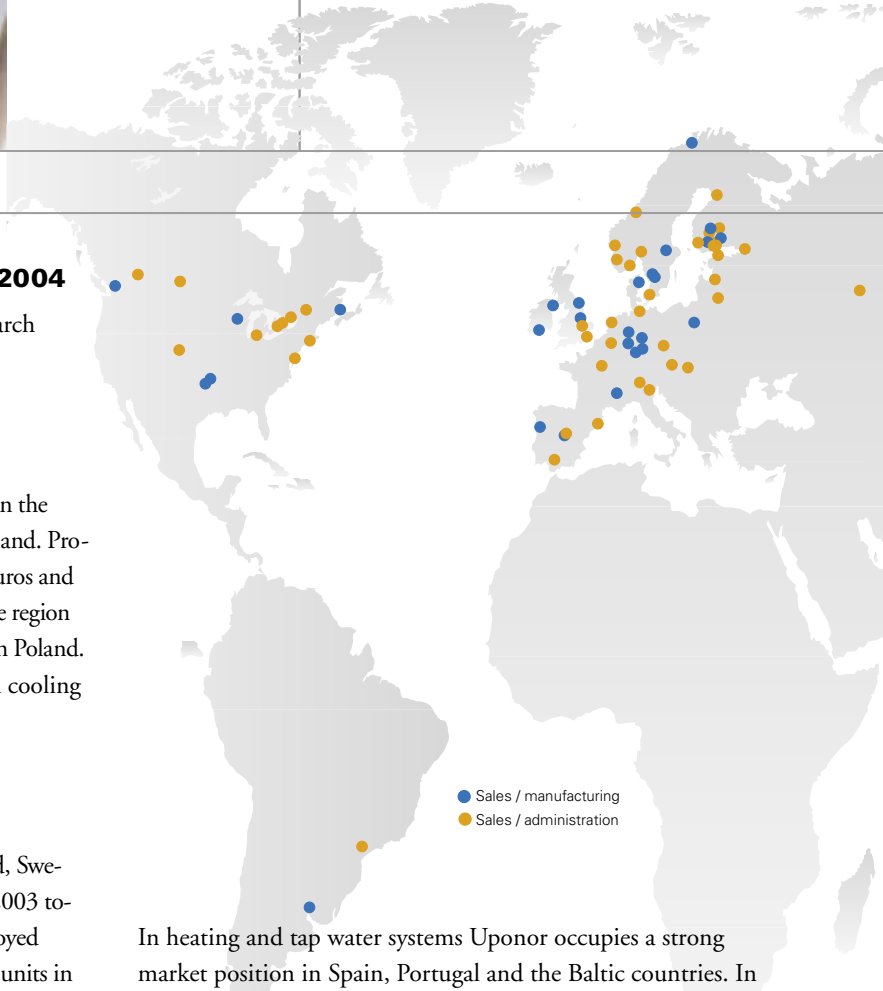 2004
arch
n the
and. Pro-
uros and
e region
n Poland.
cooling
Sales / manufacturing
Sales / administration
d, Swe-
003 to-
oyed
units in
In heating and tap water systems Uponor occupies a strong
market position in Spain, Portugal and the Baltic countries. In